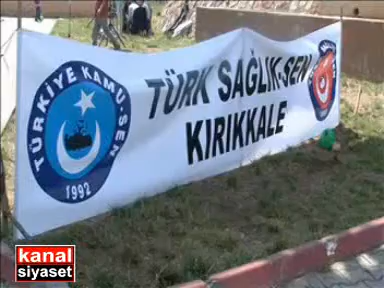 TÜRKİYE KAMU-SEN
1992
TÜRK SAĞLIK-SEN
KIRIKKALE
kanal
siyaset